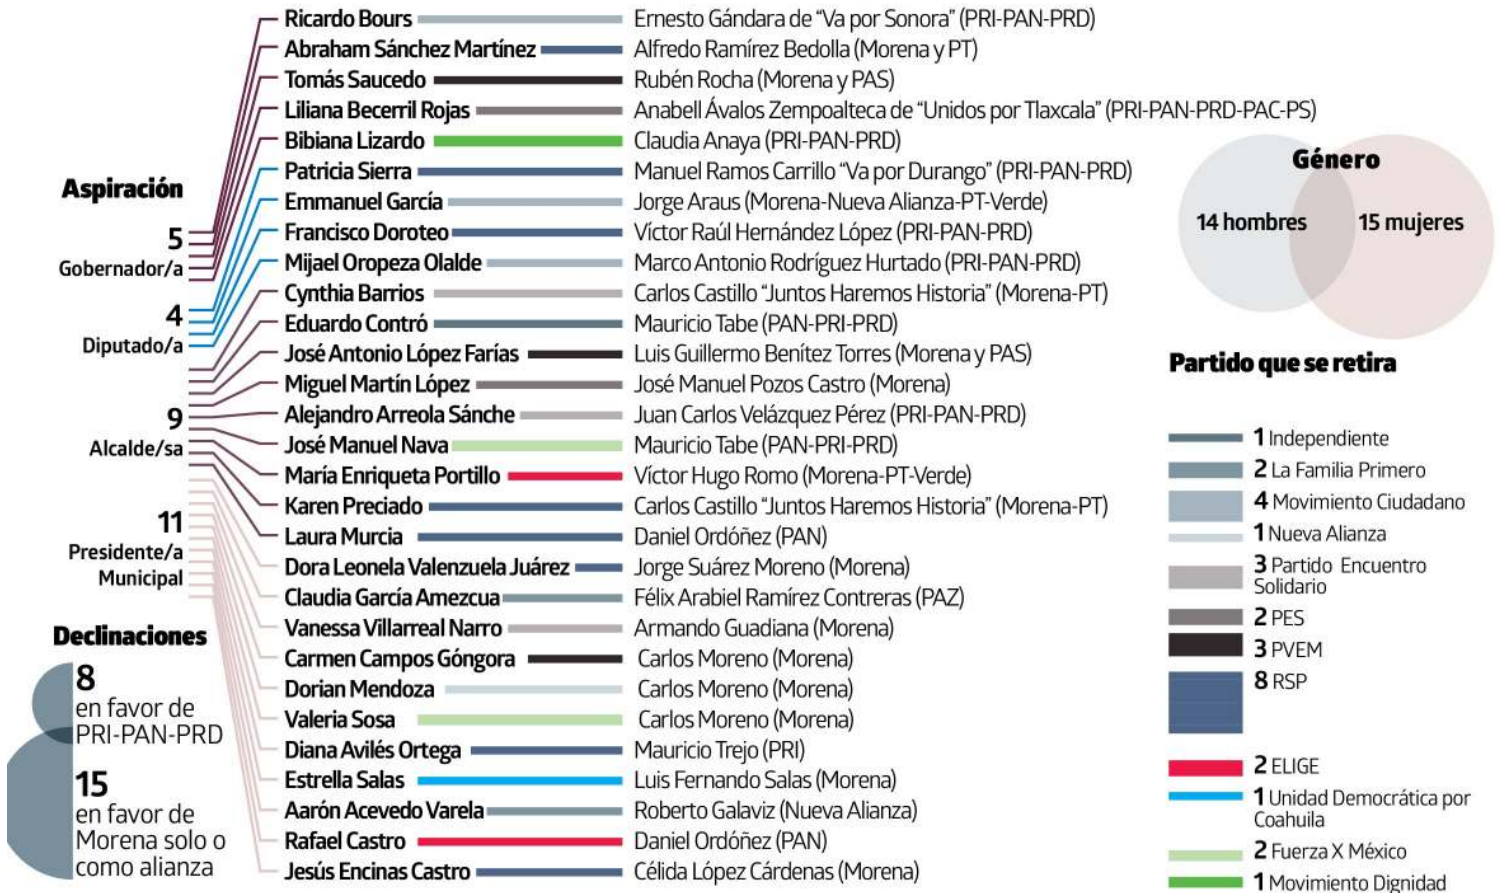 Ricardo Bours Ernesto Gándara de “Va por Sonora” (PRI-PAN-PRD)
Abraham Sánchez Martínez Alfredo Ramírez Bedolla (Morena y PT)
Tomás Saucedo Rubén Rocha (Morena y PAS)
Liliana Becerril Rojas Anabell Ávalos Zempoalteca de “Unidos por Tlaxcala” (PRI-PAN-PRD-PAC-PS)
Bibiana Lizardo Claudia Anaya (PRI-PAN-PRD)
Patricia Sierra Manuel Ramos Carrillo “Va por Durango” (PRI-PAN-PRD)
Emmanuel García Jorge Araus (Morena-Nueva Alianza-PT-Verde)
Francisco Doroteo Víctor Raúl Hernández López (PRI-PAN-PRD)
Mijael Oropeza Olalde Marco Antonio Rodríguez Hurtado (PRI-PAN-PRD)
Cynthia Barrios Carlos Castillo “Juntos Haremos Historia” (Morena-PT)
Eduardo Contró Mauricio Tabe (PAN-PRI-PRD)
José Antonio López Farías Luis Guillermo Benítez Torres (Morena y PAS)
Miguel Martín López José Manuel Pozos Castro (Morena)
Alejandro Arreola Sánche Juan Carlos Velázquez Pérez (PRI-PAN-PRD)
José Manuel Nava Mauricio Tabe (PAN-PRI-PRD)
María Enriqueta Portillo Víctor Hugo Romo (Morena-PT-Verde)
Karen Preciado Carlos Castillo “Juntos Haremos Historia” (Morena-PT)
Laura Murcia Daniel Ordóñez (PAN)
Dora Leonela Valenzuela Juárez Jorge Suárez Moreno (Morena)
Claudia García Amezcua Félix Arabiel Ramírez Contreras (PAZ)
Vanessa Villarreal Narro Armando Guadiana (Morena)
Carmen Campos Góngora Carlos Moreno (Morena)
Dorian Mendoza Carlos Moreno (Morena)
Valeria Sosa Carlos Moreno (Morena)
Diana Avilés Ortega Mauricio Trejo (PRI)
Estrella Salas Luis Fernando Salas (Morena)
Aarón Acevedo Varela Roberto Galaviz (Nueva Alianza)
Rafael Castro Daniel Ordóñez (PAN)
Jesús Encinas Castro Célida López Cárdenas (Morena)
Aspiración
5
Gobernador/a
4
Diputado/a
9
Alcalde/sa
11
Presidente/a
Municipal
Declinaciones
8
en favor de
PRI-PAN-PRD
15
en favor de
Morena solo o
como alianza
Género
14 hombres
15 mujeres
Partido que se retira
1 Independiente
2 La Familia Primero
4 Movimiento Ciudadano
1 Nueva Alianza
3 Partido Encuentro
Solidario
2 PES
3 PVEM
8 RSP
2 ELIGE
1 Unidad Democrática por
Coahuila
2 Fuerza X México
1 Movimiento Dignidad